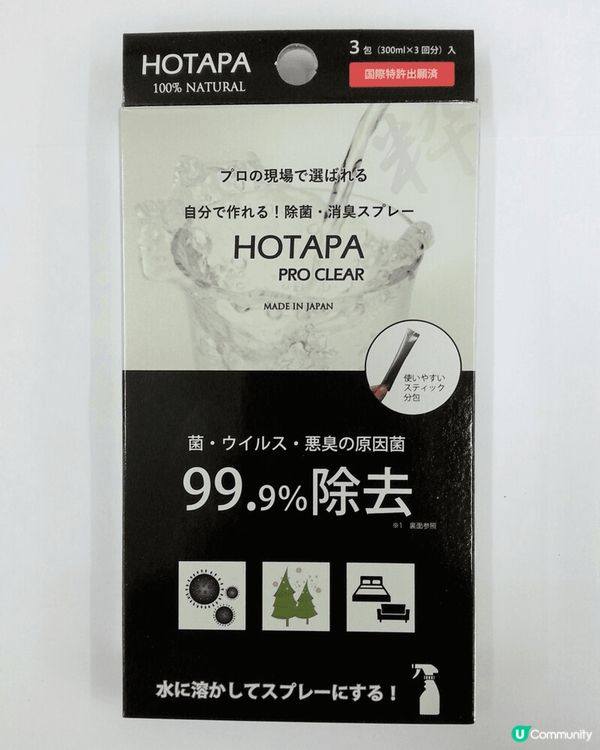 HOTAPA
100% NATURAL
3包（300ml×3回分）入
国際特許出願済
プロの現場で選ばれる
自分で作れる！除菌・消臭スプレー
HOTAPA
PRO CLEAR
MADE IN JAPAN
使いやすい
スティック
分包
菌・ウイルス・悪臭の原因菌
99.9%除去
※1 裏面参照
水に溶かしてスプレーにする！
U Community